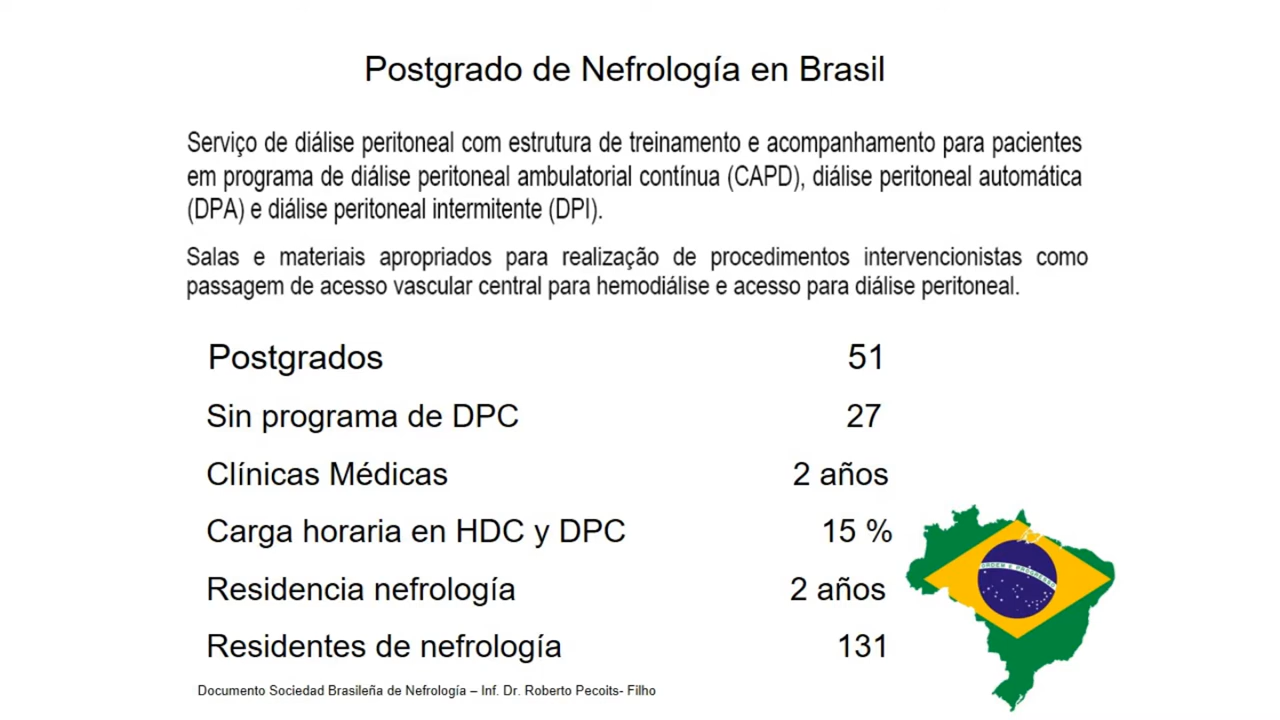 Postgrado de Nefrología en Brasil
Serviço de diálise peritoneal com estrutura de treinamento e acompanhamento para pacientes
em programa de diálise peritoneal ambulatorial contínua (CAPD), diálise peritoneal automática
(DPA) e diálise peritoneal intermitente (DPI).
Salas e materiais apropriados para realização de procedimentos intervencionistas como
passagem de acesso vascular central para hemodiálise e acesso para diálise peritoneal.
Postgrados 51
Sin programa de DPC 27
Clínicas Médicas 2 años
Carga horaria en HDC y DPC 15 %
Residencia nefrología 2 años
Residentes de nefrología 131
ORDEM E PROGRESSO
Documento Sociedad Brasileña de Nefrología – Inf. Dr. Roberto Pecoits- Filho